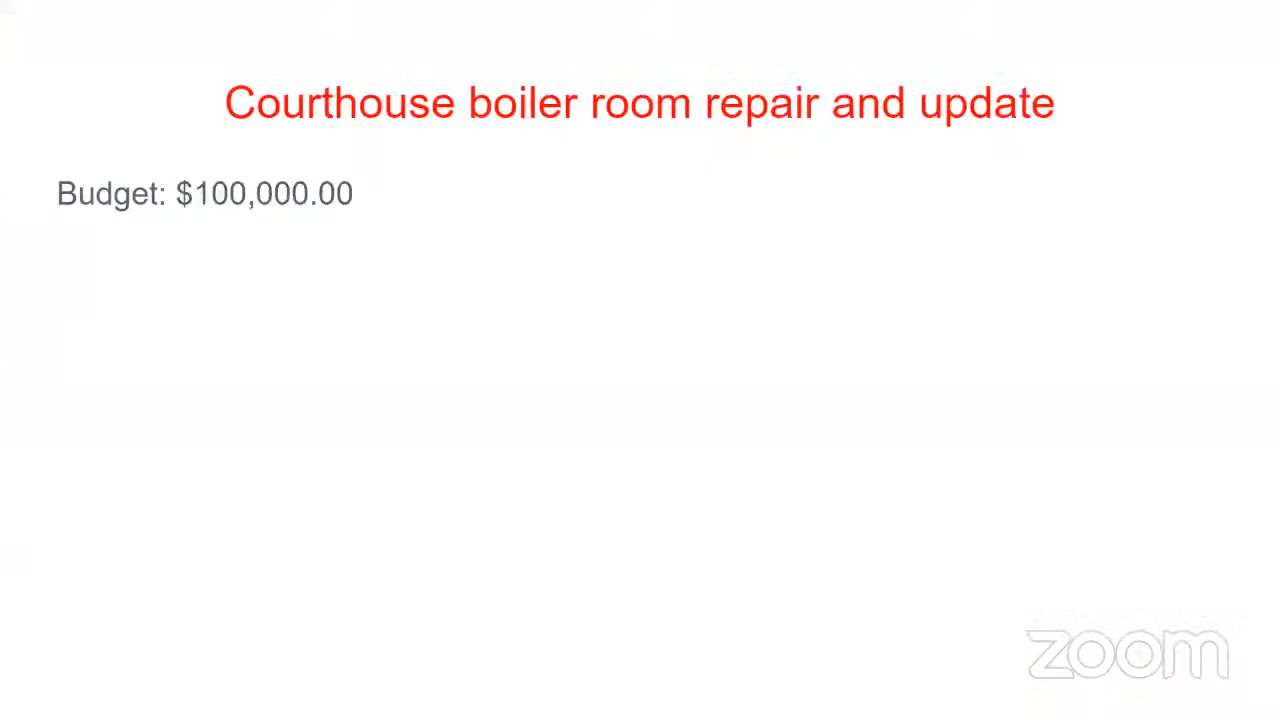 Courthouse boiler room repair and update
Budget: $100,000.00
zoom